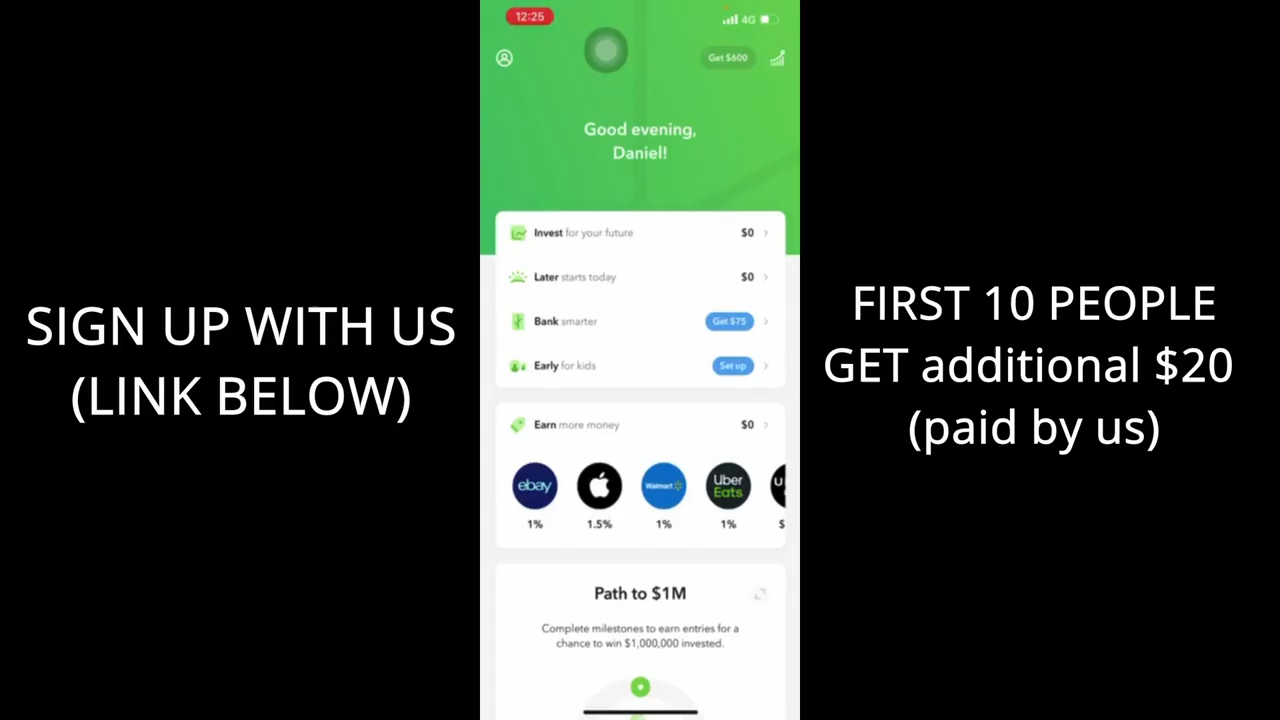 SIGN UP WITH US
(LINK BELOW)
12:25
4G
Get $600
Good evening,
Daniel!
Invest for your future $0
Later starts today $0
Bank smarter Get $75
Early for kids Set up
Earn more money $0
ebay
Walmart
Uber
Eats
1% 1.5% 1% 1% $
Path to $1M
Complete milestones to earn entries for a
chance to win $1,000,000 invested.
FIRST 10 PEOPLE
GET additional $20
(paid by us)